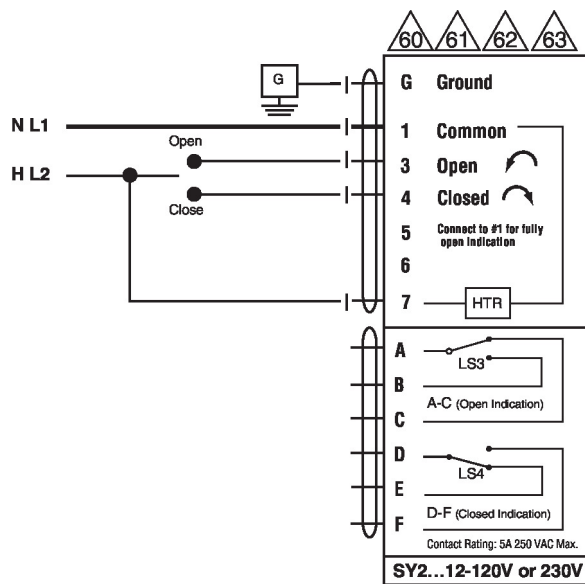 60 61 62 63
G
G Ground
N L1
1 Common
Open
3 Open
H L2
4 Closed
Close
5 Connect to #1 for fully
open indication
6
7 HTR
A
LS3
B
A-C (Open Indication)
C
D
LS4
E
D-F (Closed Indication)
F
Contact Rating: 5A 250 VAC Max.
SY2...12-120V or 230V